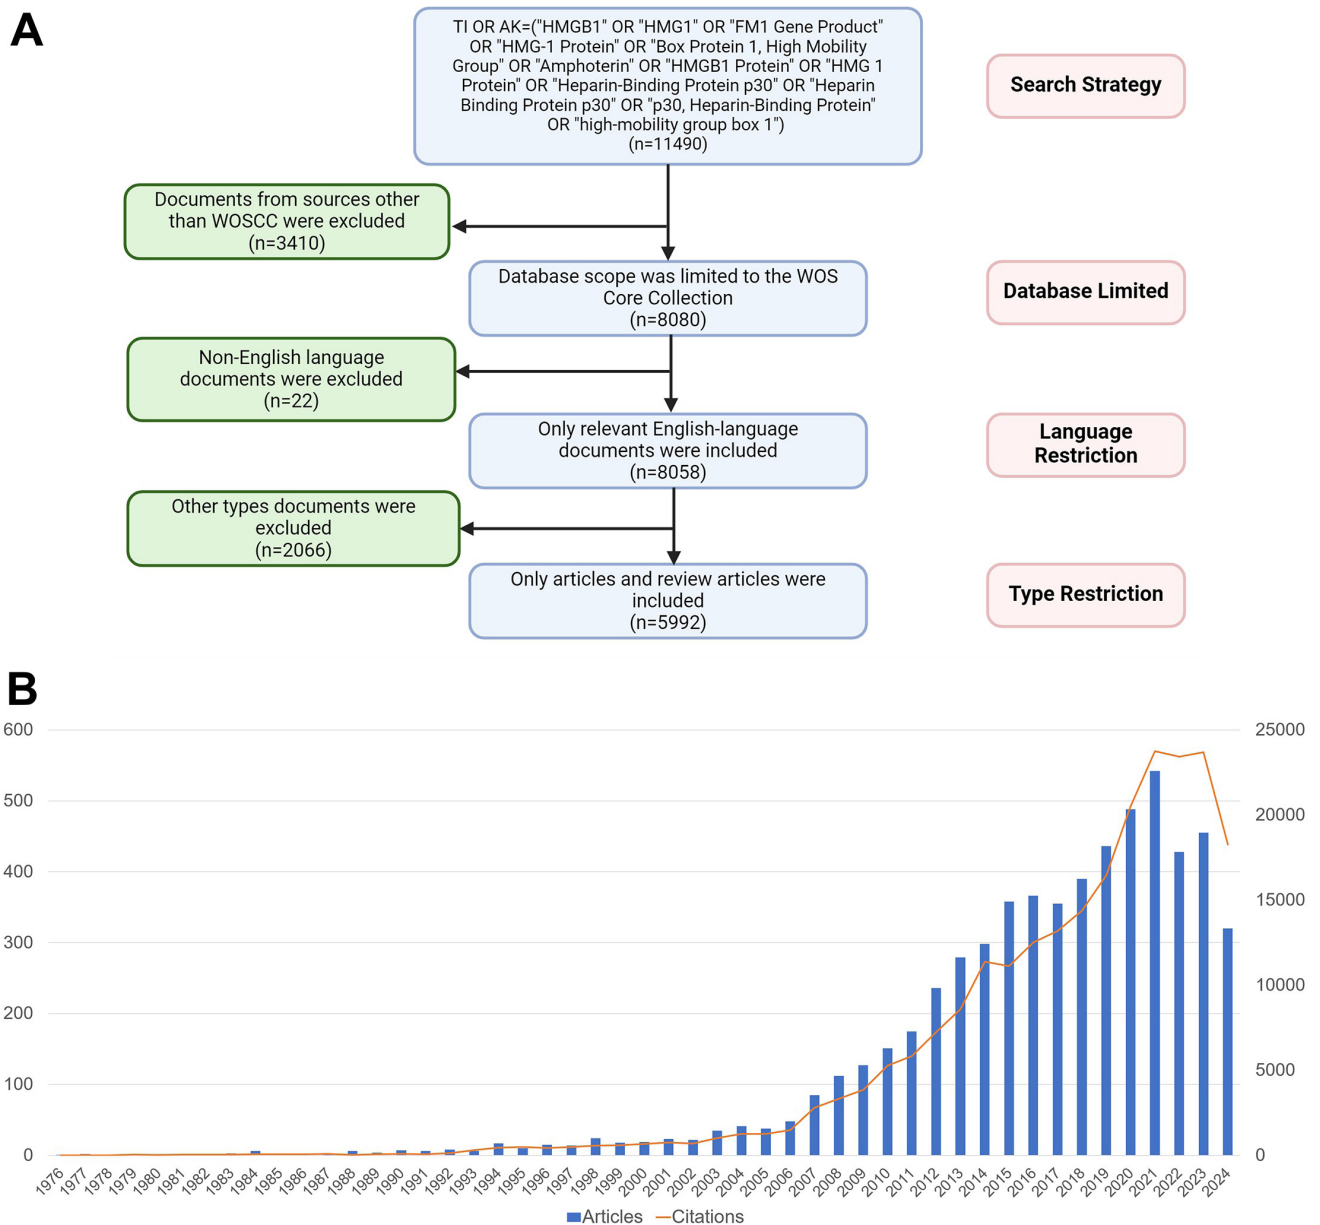 A
TI OR AK=("HMGB1" OR "HMG1" OR "FM1 Gene Product"
OR "HMG-1 Protein" OR "Box Protein 1, High Mobility
Group" OR "Amphoterin" OR "HMGB1 Protein" OR "HMG 1
Protein" OR "Heparin-Binding Protein p30" OR "Heparin
Binding Protein p30" OR "p30, Heparin-Binding Protein"
OR "high-mobility group box 1")
(n=11490)
Search Strategy
Documents from sources other
than WOSCC were excluded
(n=3410)
Database scope was limited to the WOS
Core Collection
(n=8080)
Database Limited
Non-English language
documents were excluded
(n=22)
Only relevant English-language
documents were included
(n=8058)
Language
Restriction
Other types documents were
excluded
(n=2066)
Only articles and review articles were
included
(n=5992)
Type Restriction
B
600
500
400
300
200
100
0
25000
20000
15000
10000
5000
0
1976
1977
1978
1979
1980
1981
1982
1983
1984
1986
1987
1988
1989
1990
1991
1992
1993
1994
1995
1996
1997
1998
1999
2000
2001
2002
2003
2004
2005
2006
2007
2008
2009
2010
2011
2012
2013
2014
2015
2016
2017
2018
2019
2020
2021
2022
2023
2024
Articles
Citations